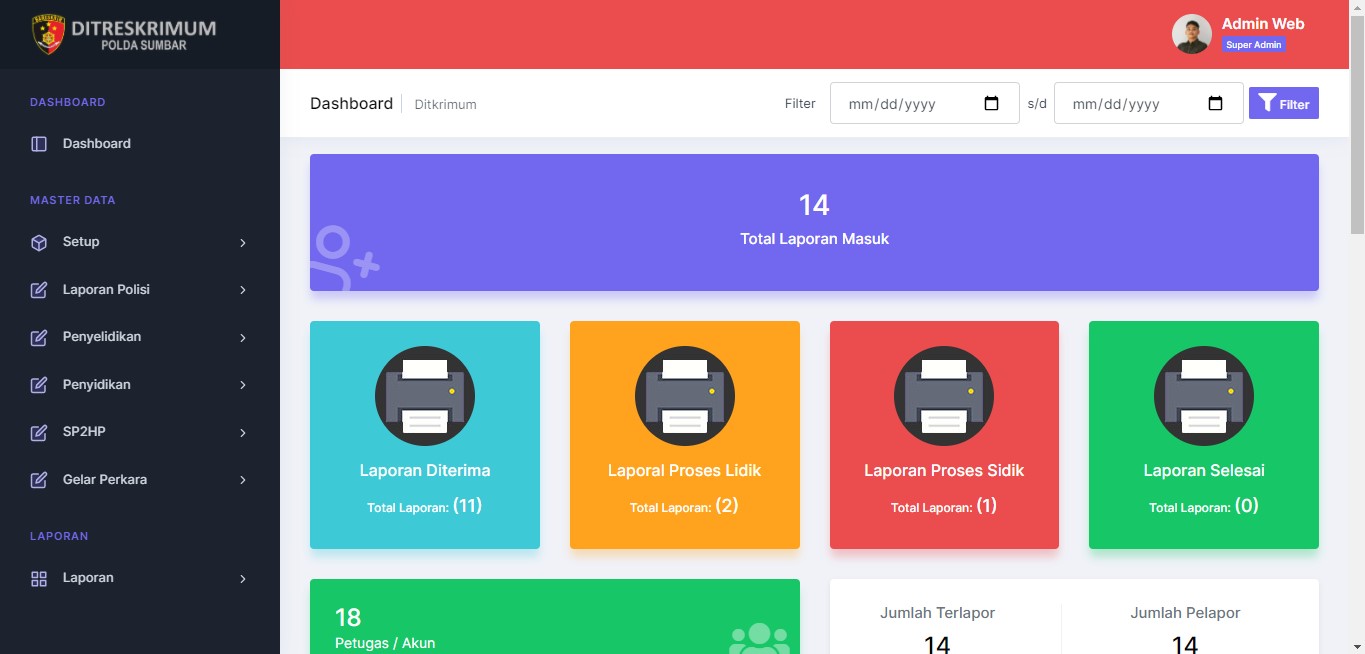 DITRESKRIMUM
POLDA SUMBAR
Admin Web
Super Admin
DASHBOARD
Dashboard
MASTER DATA
Setup
Laporan Polisi
Penyelidikan
Penyidikan
SP2HP
Gelar Perkara
LAPORAN
Laporan
Dashboard Ditkrimum Filter mm/dd/yyyy s/d mm/dd/yyyy Filter
14
Total Laporan Masuk
Laporan Diterima
Total Laporan: (11)
Laporal Proses Lidik
Total Laporan: (2)
Laporan Proses Sidik
Total Laporan: (1)
Laporan Selesai
Total Laporan: (0)
18
Petugas / Akun
Jumlah Terlapor
14
Jumlah Pelapor
14